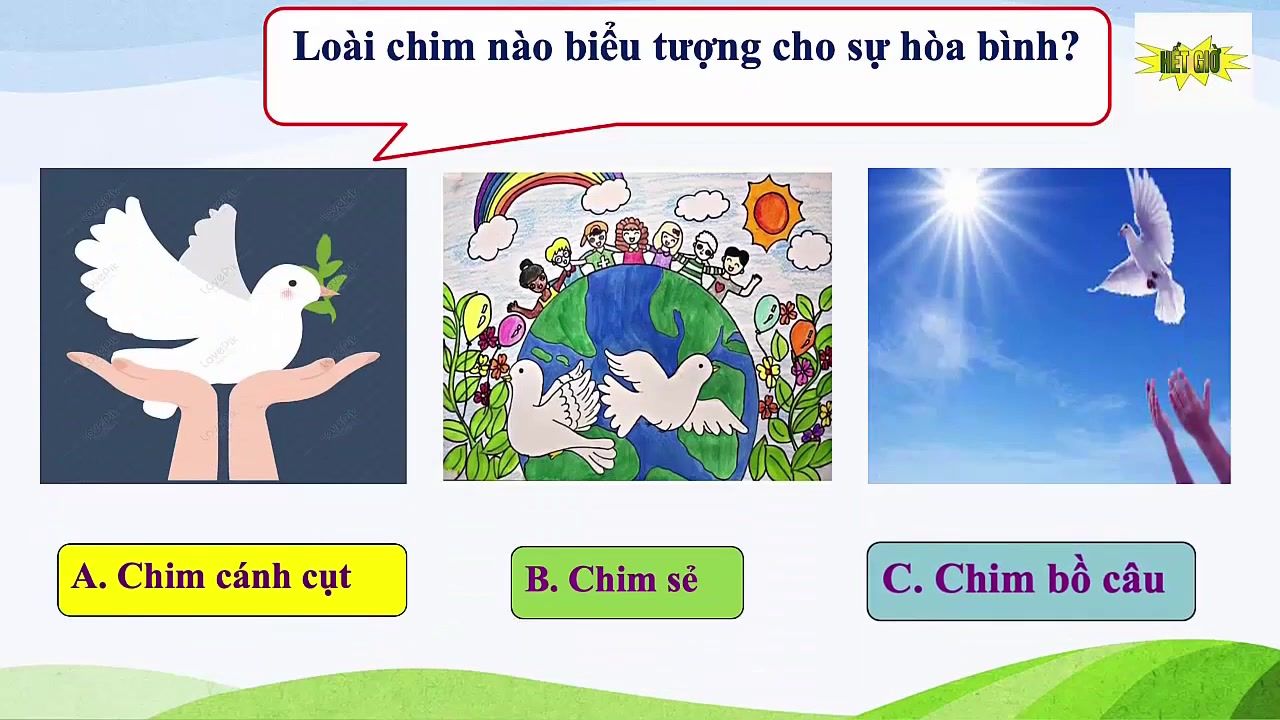 Loài chim nào biểu tượng cho sự hòa bình?
HẾT GIỜ
A. Chim cánh cụt
B. Chim sẻ
C. Chim bồ câu